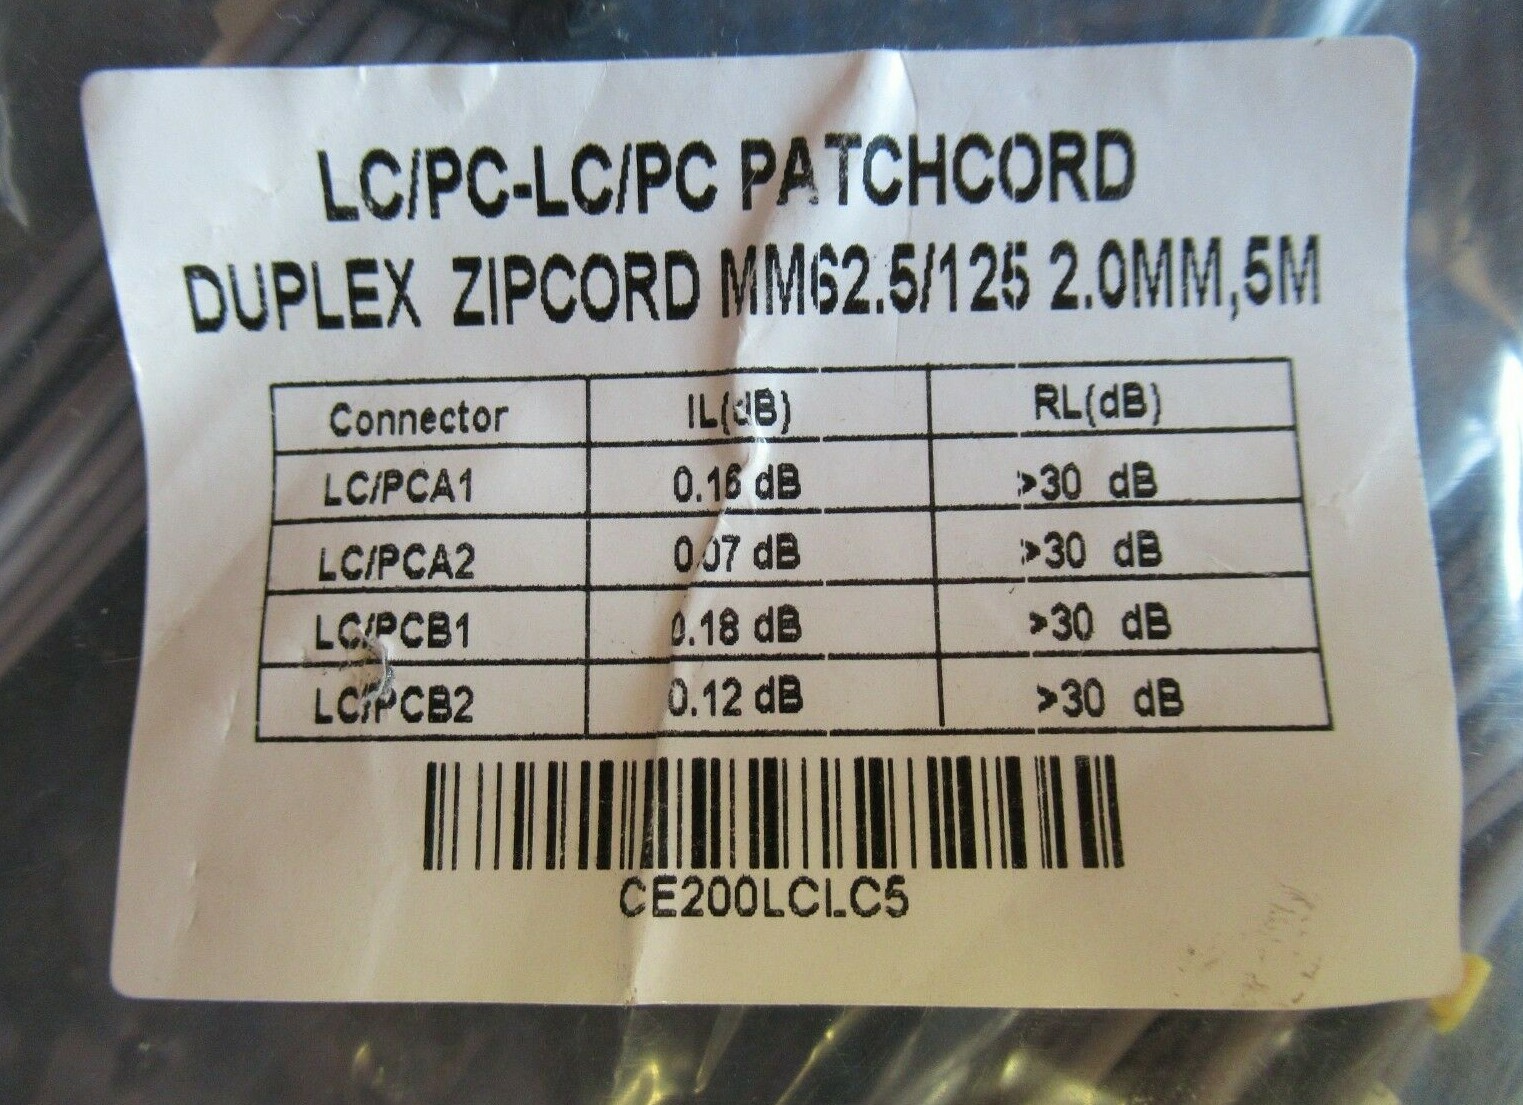 LC/PC-LC/PC PATCHCORD
DUPLEX ZIPCORD MM62.5/125 2.0MM,5M
Connector IL(dB) RL(dB)
LC/PCA1 0.16 dB >30 dB
LC/PCA2 0.07 dB >30 dB
LC/PCB1 0.18 dB >30 dB
LC/PCB2 0.12 dB >30 dB
CE200LCLC5